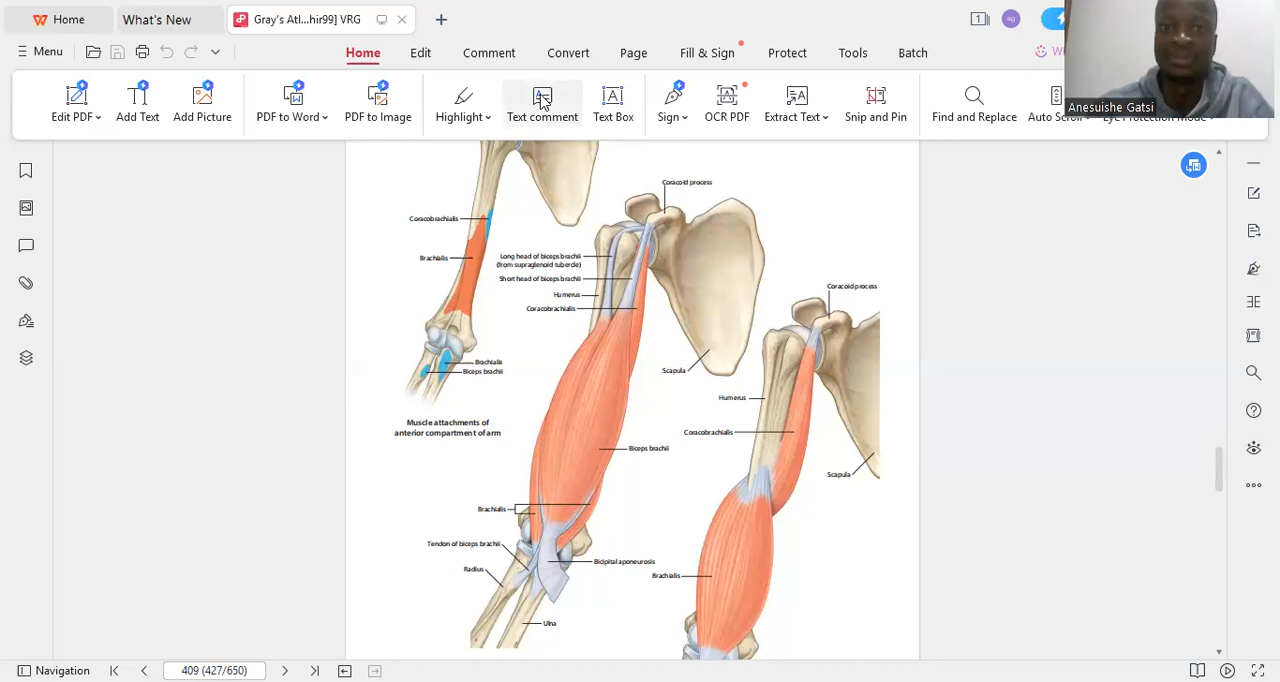 Home
What's New
Gray's Atl...hir99] VRG
1
ag
Menu
Home
Edit
Comment
Convert
Page
Fill & Sign
Protect
Tools
Batch
Edit PDF
Add Text
Add Picture
PDF to Word
PDF to Image
Highlight
Text comment
Text Box
Sign
OCR PDF
Extract Text
Snip and Pin
Find and Replace
Auto Scroll
Eye Protection Mode
Anesuishe Gatsi
Coracoid process
Coracobrachialis
Brachialis
Long head of biceps brachii
(from supraglenoid tubercle)
Short head of biceps brachii
Humerus
Coracobrachialis
Coracoid process
Brachialis
Biceps brachii
Scapula
Humerus
Muscle attachments of
anterior compartment of arm
Coracobrachialis
Biceps brachii
Scapula
Brachialis
Tendon of biceps brachii
Radius
Bicipital aponeurosis
Brachialis
Ulna
Navigation
409 (427/650)